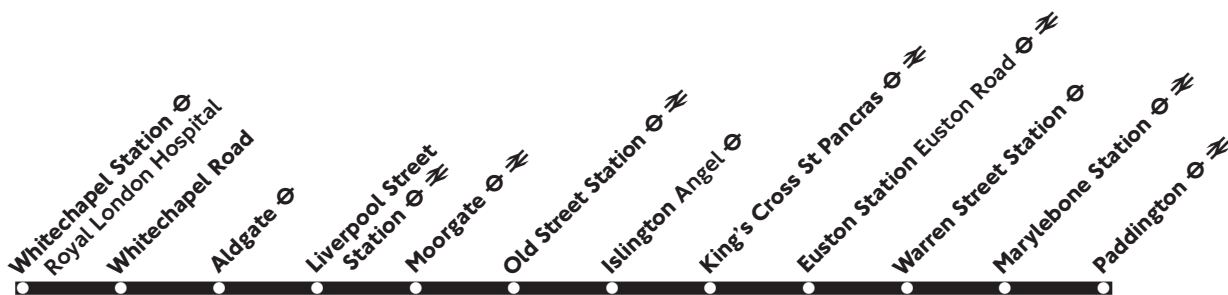 Whitechapel Station
Royal London Hospital
Whitechapel Road
Aldgate
Liverpool Street
Station
Moorgate
Old Street Station
Islington Angel
King's Cross St Pancras
Euston Station Euston Road
Warren Street Station
Marylebone Station
Paddington